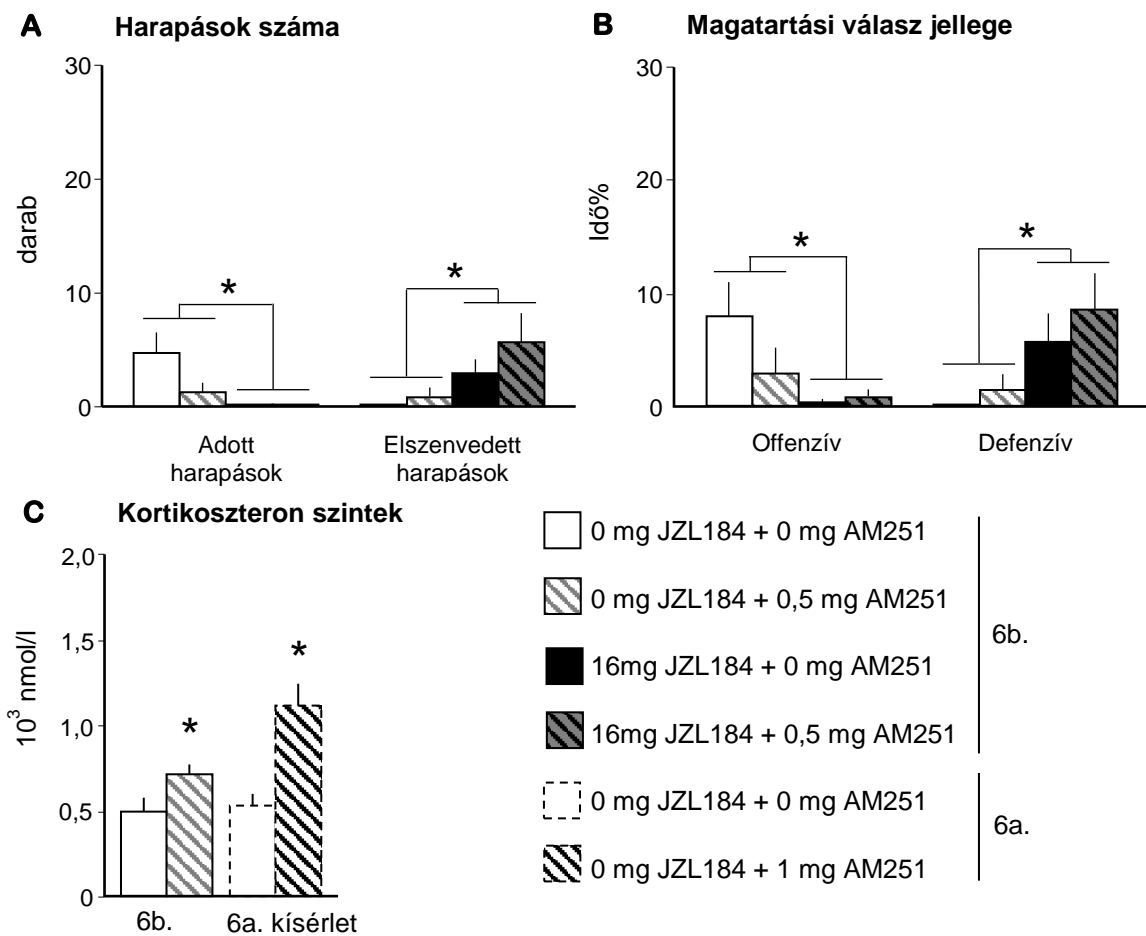 A Harapások száma
30
20
10
0
darab
*
*
Adott
harapások
Elszenvedett
harapások
B Magatartási válasz jellege
30
20
10
0
Idő%
*
*
Offenzív
Defenzív
C Kortikoszteron szintek
2,0
1,5
1,0
0,5
0
10³ nmol/l
*
*
6b.
6a. kísérlet
0 mg JZL184 + 0 mg AM251
0 mg JZL184 + 0,5 mg AM251
16mg JZL184 + 0 mg AM251
16mg JZL184 + 0,5 mg AM251
6b.
0 mg JZL184 + 0 mg AM251
0 mg JZL184 + 1 mg AM251
6a.